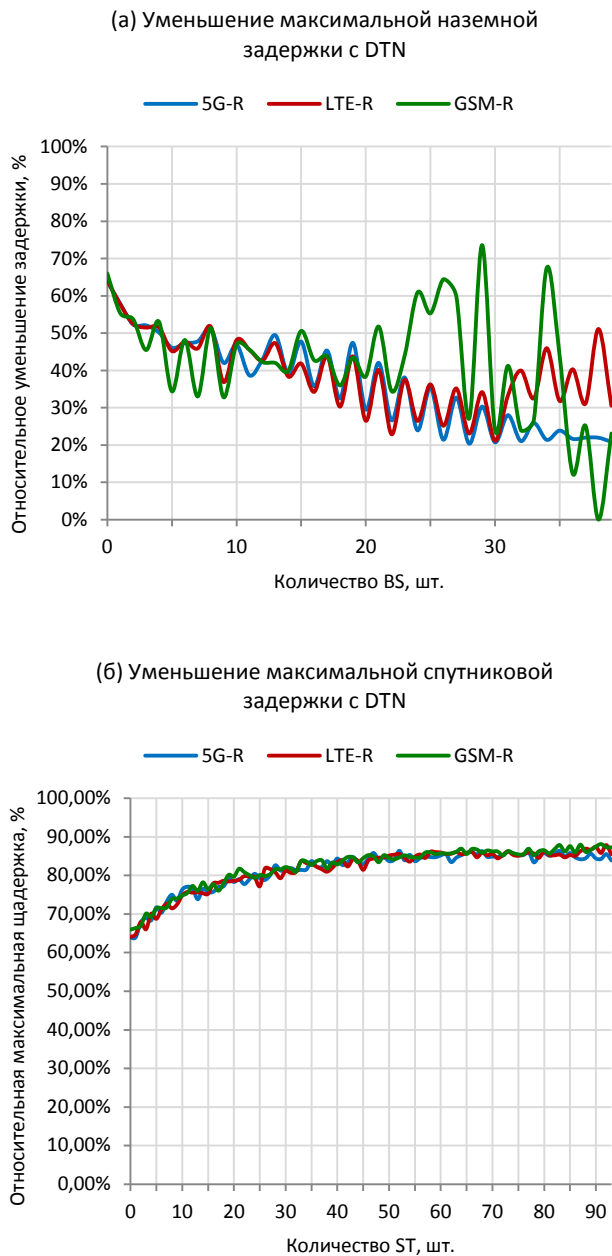 (а) Уменьшение максимальной наземной
задержки с DTN
5G-R LTE-R GSM-R
Относительное уменьшение задержки, %
100%
90%
80%
70%
60%
50%
40%
30%
20%
10%
0%
0 10 20 30
Количество BS, шт.
(б) Уменьшение максимальной спутниковой
задержки с DTN
5G-R LTE-R GSM-R
Относительная максимальная щадержка, %
100,00%
90,00%
80,00%
70,00%
60,00%
50,00%
40,00%
30,00%
20,00%
10,00%
0,00%
0 10 20 30 40 50 60 70 80 90
Количество ST, шт.